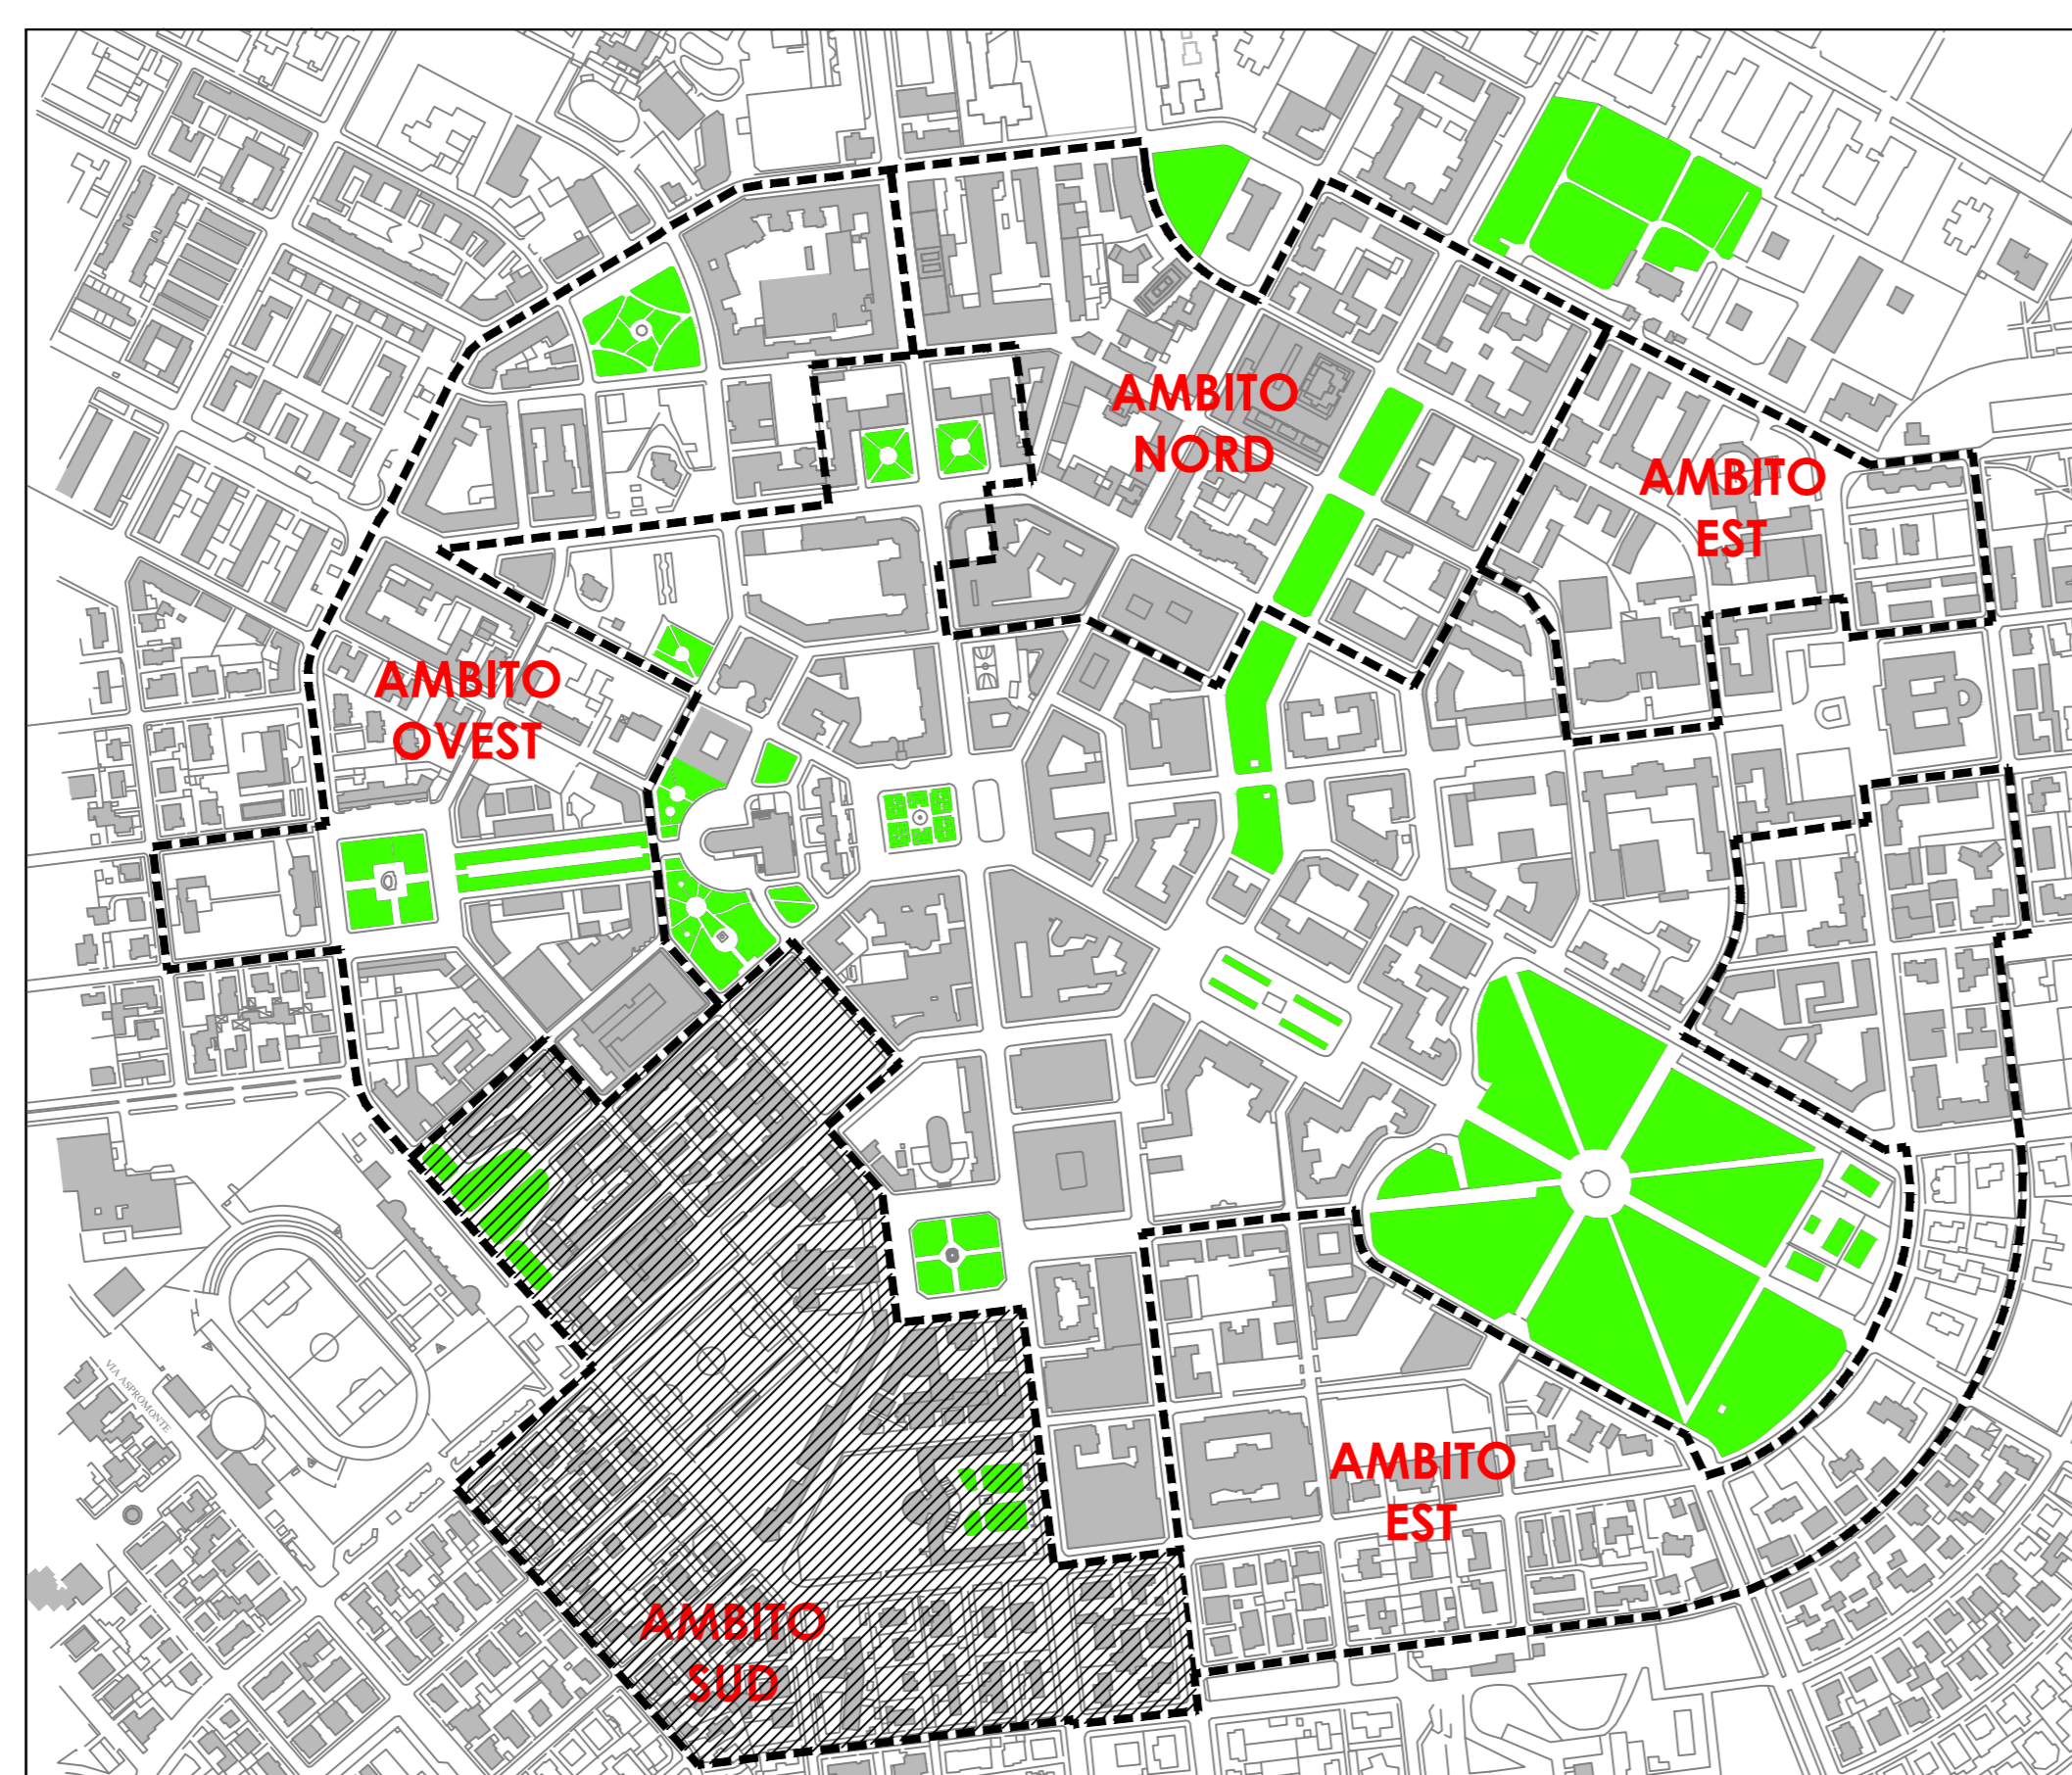 AMBITO
NORD
AMBITO
EST
AMBITO
OVEST
VIA ASPROMONTE
AMBITO
EST
AMBITO
SUD